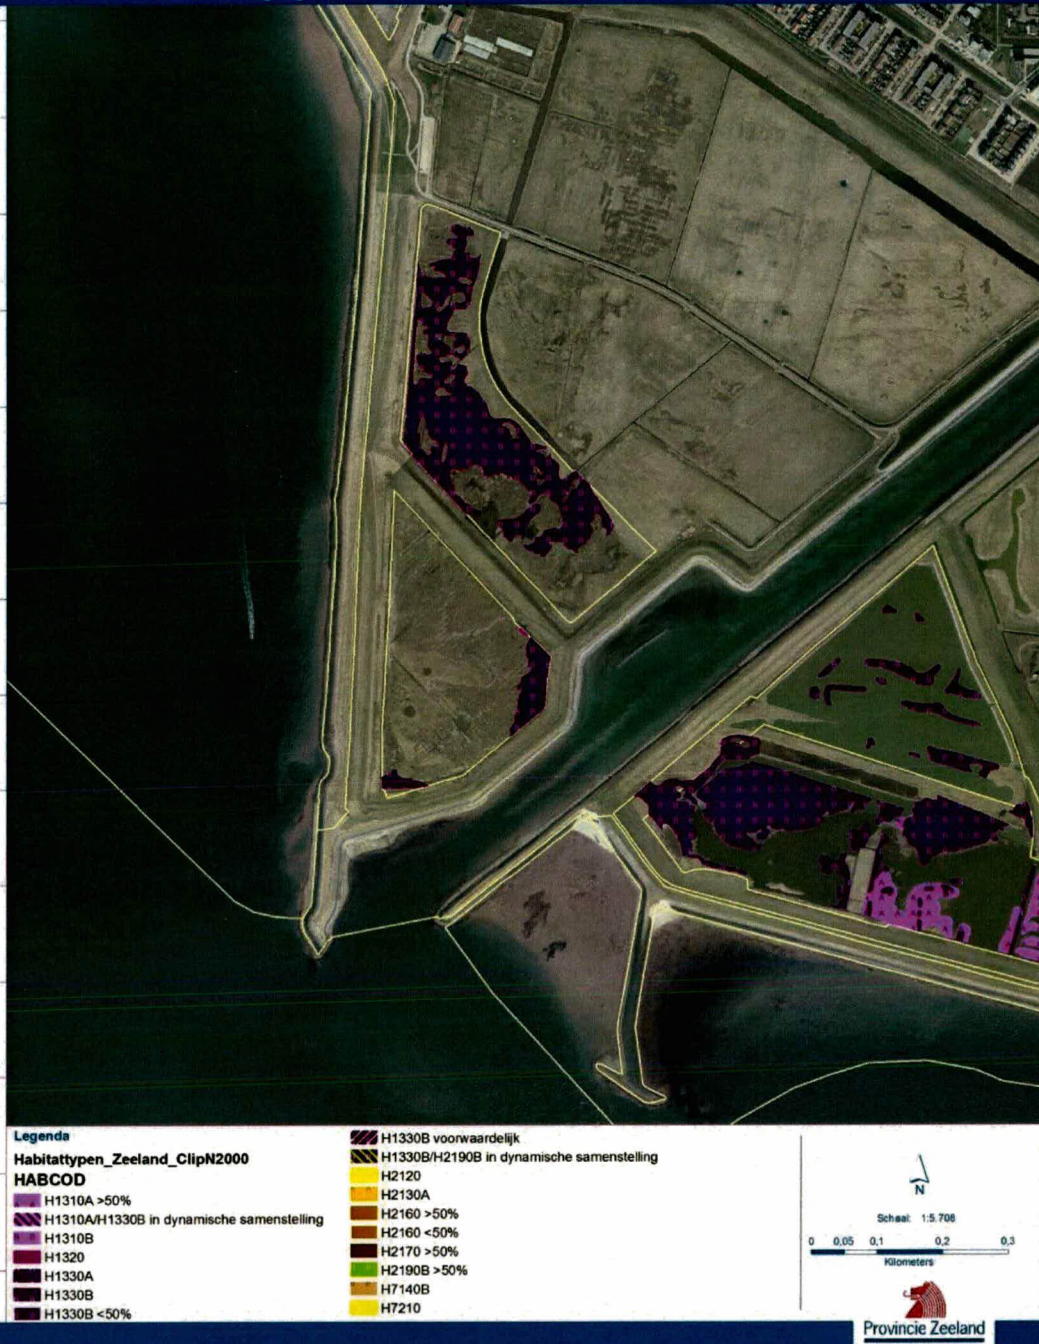 Legenda
Habitattypen_Zeeland_ClipN2000
HABCOD
H1310A >50%
H1310A/H1330B in dynamische samenstelling
H1310B
H1320
H1330A
H1330B
H1330B <50%
H1330B voorwaardelijk
H1330B/H2190B in dynamische samenstelling
H2120
H2130A
H2160 >50%
H2160 <50%
H2170 >50%
H2190B >50%
H7140B
H7210
N
Schaal: 1:5.708
0 0,05 0,1 0,2 0,3
Kilometers
Provincie Zeeland